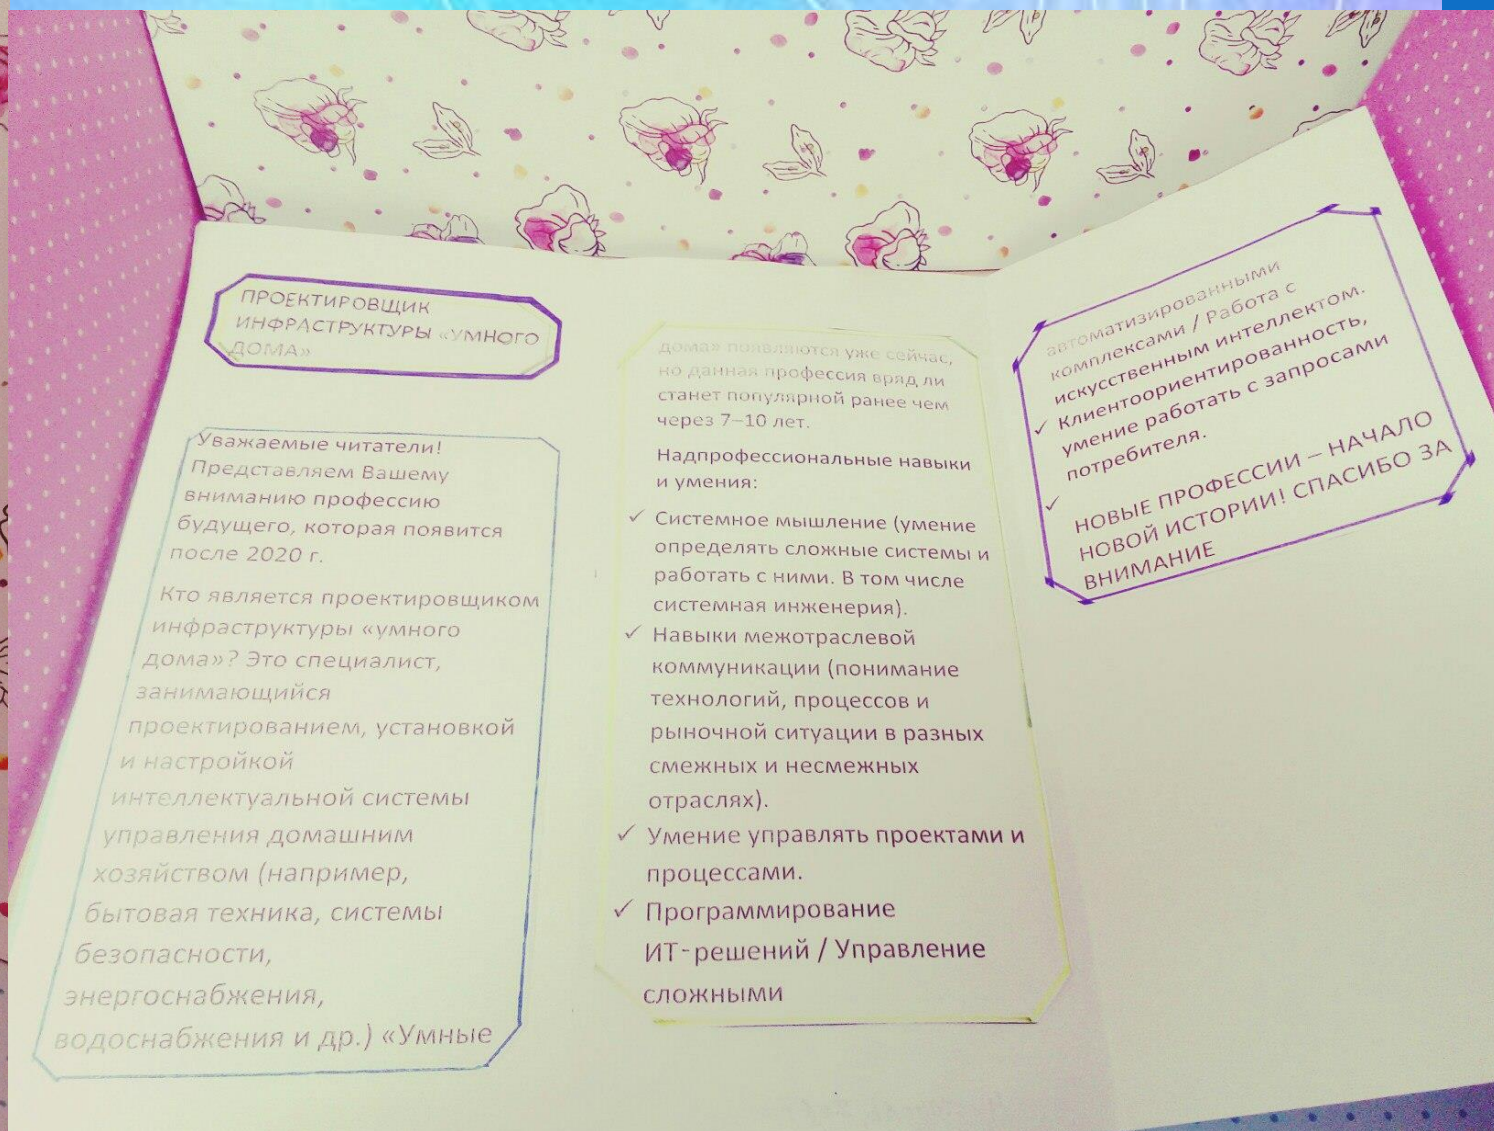 ПРОЕКТИРОВЩИК
ИНФРАСТРУКТУРЫ «УМНОГО
ДОМА»
Уважаемые читатели!
Представляем Вашему
вниманию профессию
будущего, которая появится
после 2020 г.
Кто является проектировщиком
инфраструктуры «умного
дома»? Это специалист,
занимающийся
проектированием, установкой
и настройкой
интеллектуальной системы
управления домашним
хозяйством (например,
бытовая техника, системы
безопасности,
энергоснабжения,
водоснабжения и др.) «Умные
дома» появляются уже сейчас,
но данная профессия вряд ли
станет популярной ранее чем
через 7–10 лет.
Надпрофессиональные навыки
и умения:
✓ Системное мышление (умение
определять сложные системы и
работать с ними. В том числе
системная инженерия).
✓ Навыки межотраслевой
коммуникации (понимание
технологий, процессов и
рыночной ситуации в разных
смежных и несмежных
отраслях).
✓ Умение управлять проектами и
процессами.
✓ Программирование
ИТ-решений / Управление
сложными
автоматизированными
комплексами / Работа с
искусственным интеллектом.
✓ Клиентоориентированность,
умение работать с запросами
потребителя.
✓
НОВЫЕ ПРОФЕССИИ – НАЧАЛО
НОВОЙ ИСТОРИИ! СПАСИБО ЗА
ВНИМАНИЕ